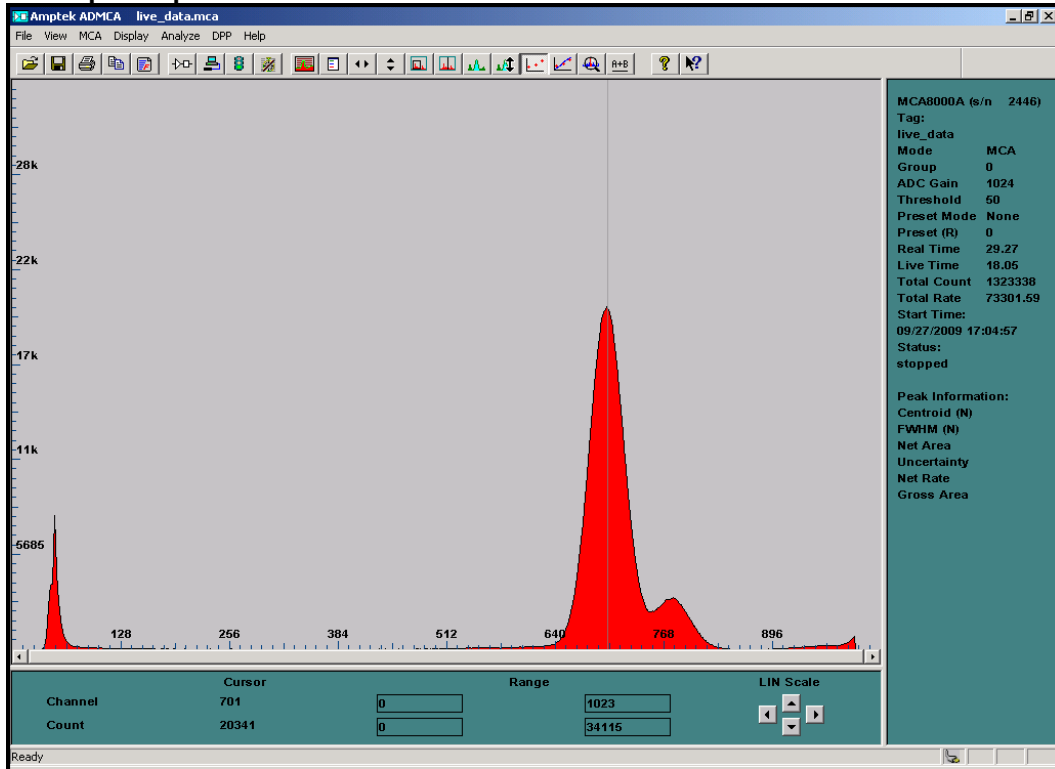 Amptek ADMCA live_data.mca
File View MCA Display Analyze DPP Help
A+B
MCA8000A (s/n 2446)
Tag:
live_data
Mode MCA
Group 0
ADC Gain 1024
Threshold 50
Preset Mode None
Preset (R) 0
Real Time 29.27
Live Time 18.05
Total Count 1323338
Total Rate 73301.59
Start Time:
09/27/2009 17:04:57
Status:
stopped
Peak Information:
Centroid (N)
FWHM (N)
Net Area
Uncertainty
Net Rate
Gross Area
28k
22k
17k
11k
5685
128 256 384 512 640 768 896
Cursor Range LIN Scale
Channel 701 0 1023
Count 20341 0 34115
Ready